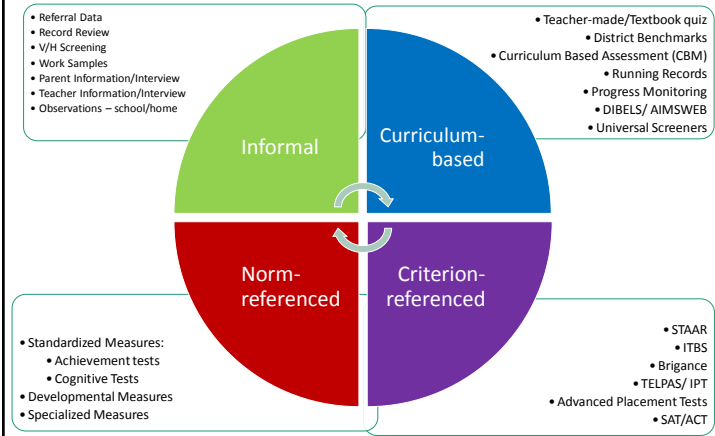 • Referral Data
• Record Review
• V/H Screening
• Work Samples
• Parent Information/Interview
• Teacher Information/Interview
• Observations – school/home
• Teacher-made/Textbook quiz
• District Benchmarks
• Curriculum Based Assessment (CBM)
• Running Records
• Progress Monitoring
• DIBELS/ AIMSWEB
• Universal Screeners
Informal
Curriculum-
based
Norm-
referenced
Criterion-
referenced
• Standardized Measures:
• Achievement tests
• Cognitive Tests
• Developmental Measures
• Specialized Measures
• STAAR
• ITBS
• Brigance
• TELPAS/ IPT
• Advanced Placement Tests
• SAT/ACT